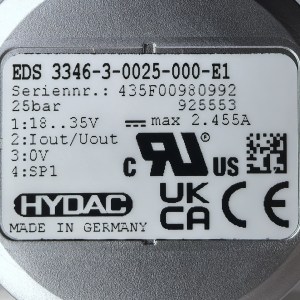 EDS 3346-3-0025-000-E1
Seriennr.: 435F00980992
25bar 925553
1:18..35V ⎓ max 2.455A
2:Iout/Uout
3:0V
4:SP1
c RU US
HYDAC UK CA CE
MADE IN GERMANY